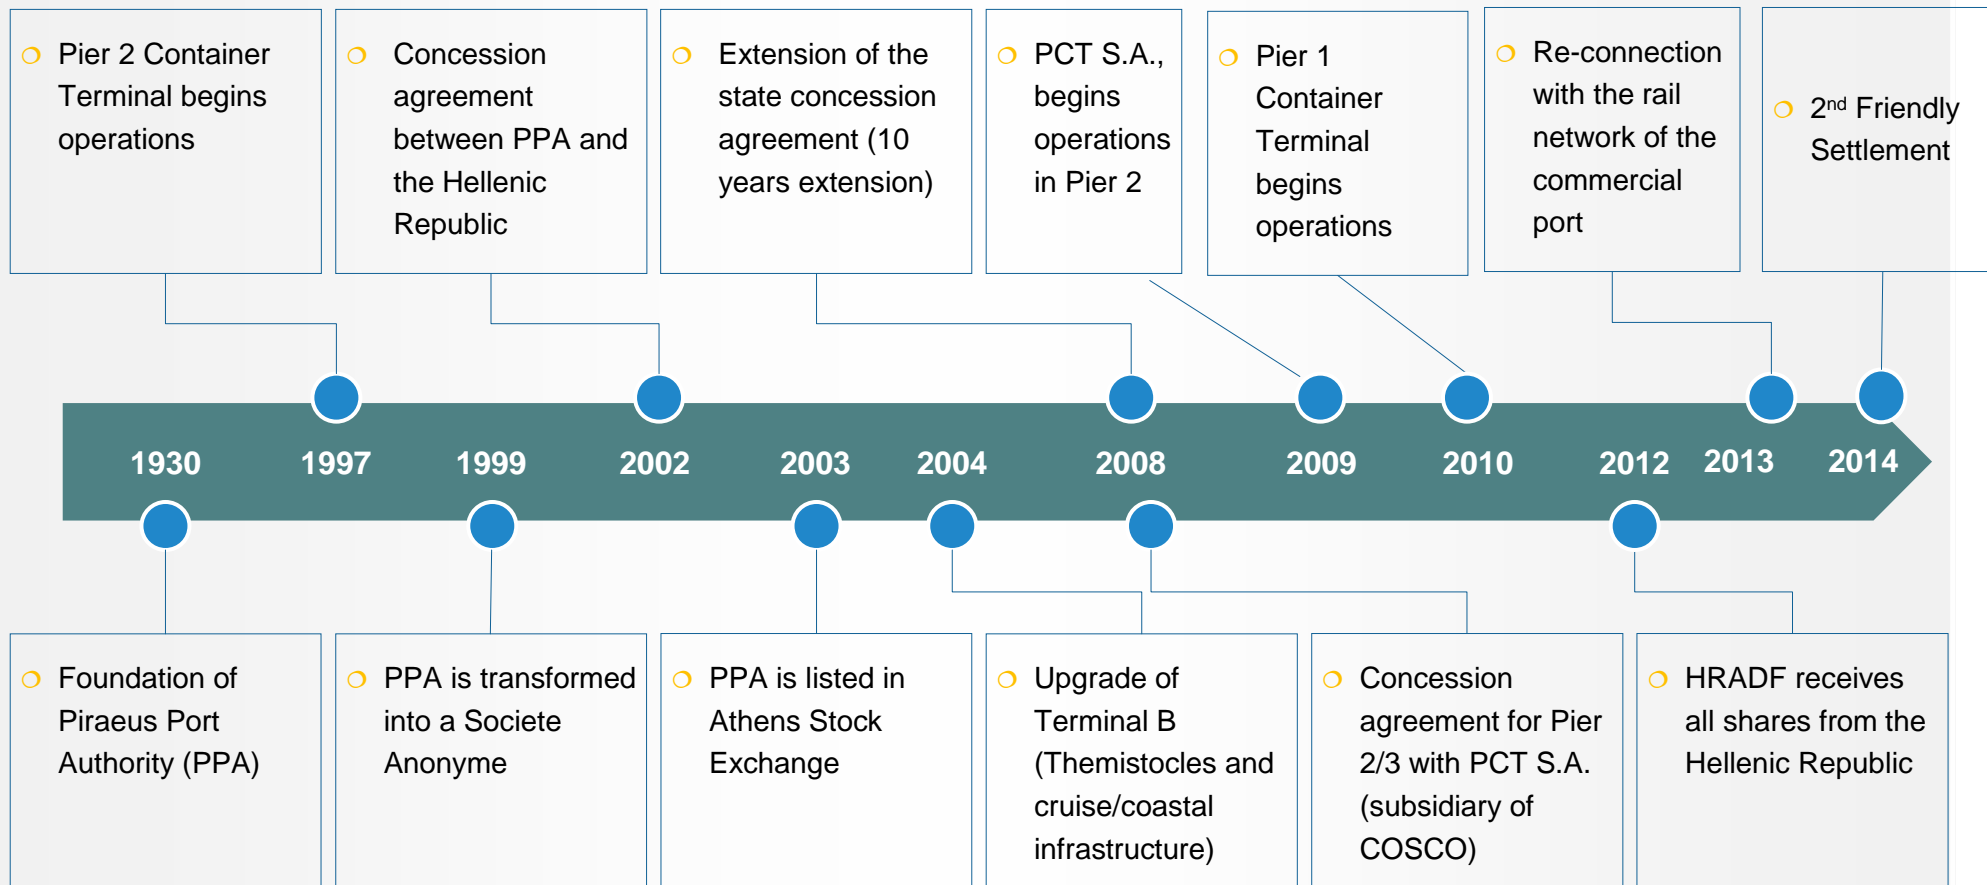 Pier 2 Container
Terminal begins
operations
Concession
agreement
between PPA and
the Hellenic
Republic
Extension of the
state concession
agreement (10
years extension)
PCT S.A.,
begins
operations
in Pier 2
Pier 1
Container
Terminal
begins
operations
Re-connection
with the rail
network of the
commercial
port
2nd Friendly
Settlement
1930
1997
1999
2002
2003
2004
2008
2009
2010
2012
2013
2014
Foundation of
Piraeus Port
Authority (PPA)
PPA is transformed
into a Societe
Anonyme
PPA is listed in
Athens Stock
Exchange
Upgrade of
Terminal B
(Themistocles and
cruise/coastal
infrastructure)
Concession
agreement for Pier
2/3 with PCT S.A.
(subsidiary of
COSCO)
HRADF receives
all shares from the
Hellenic Republic